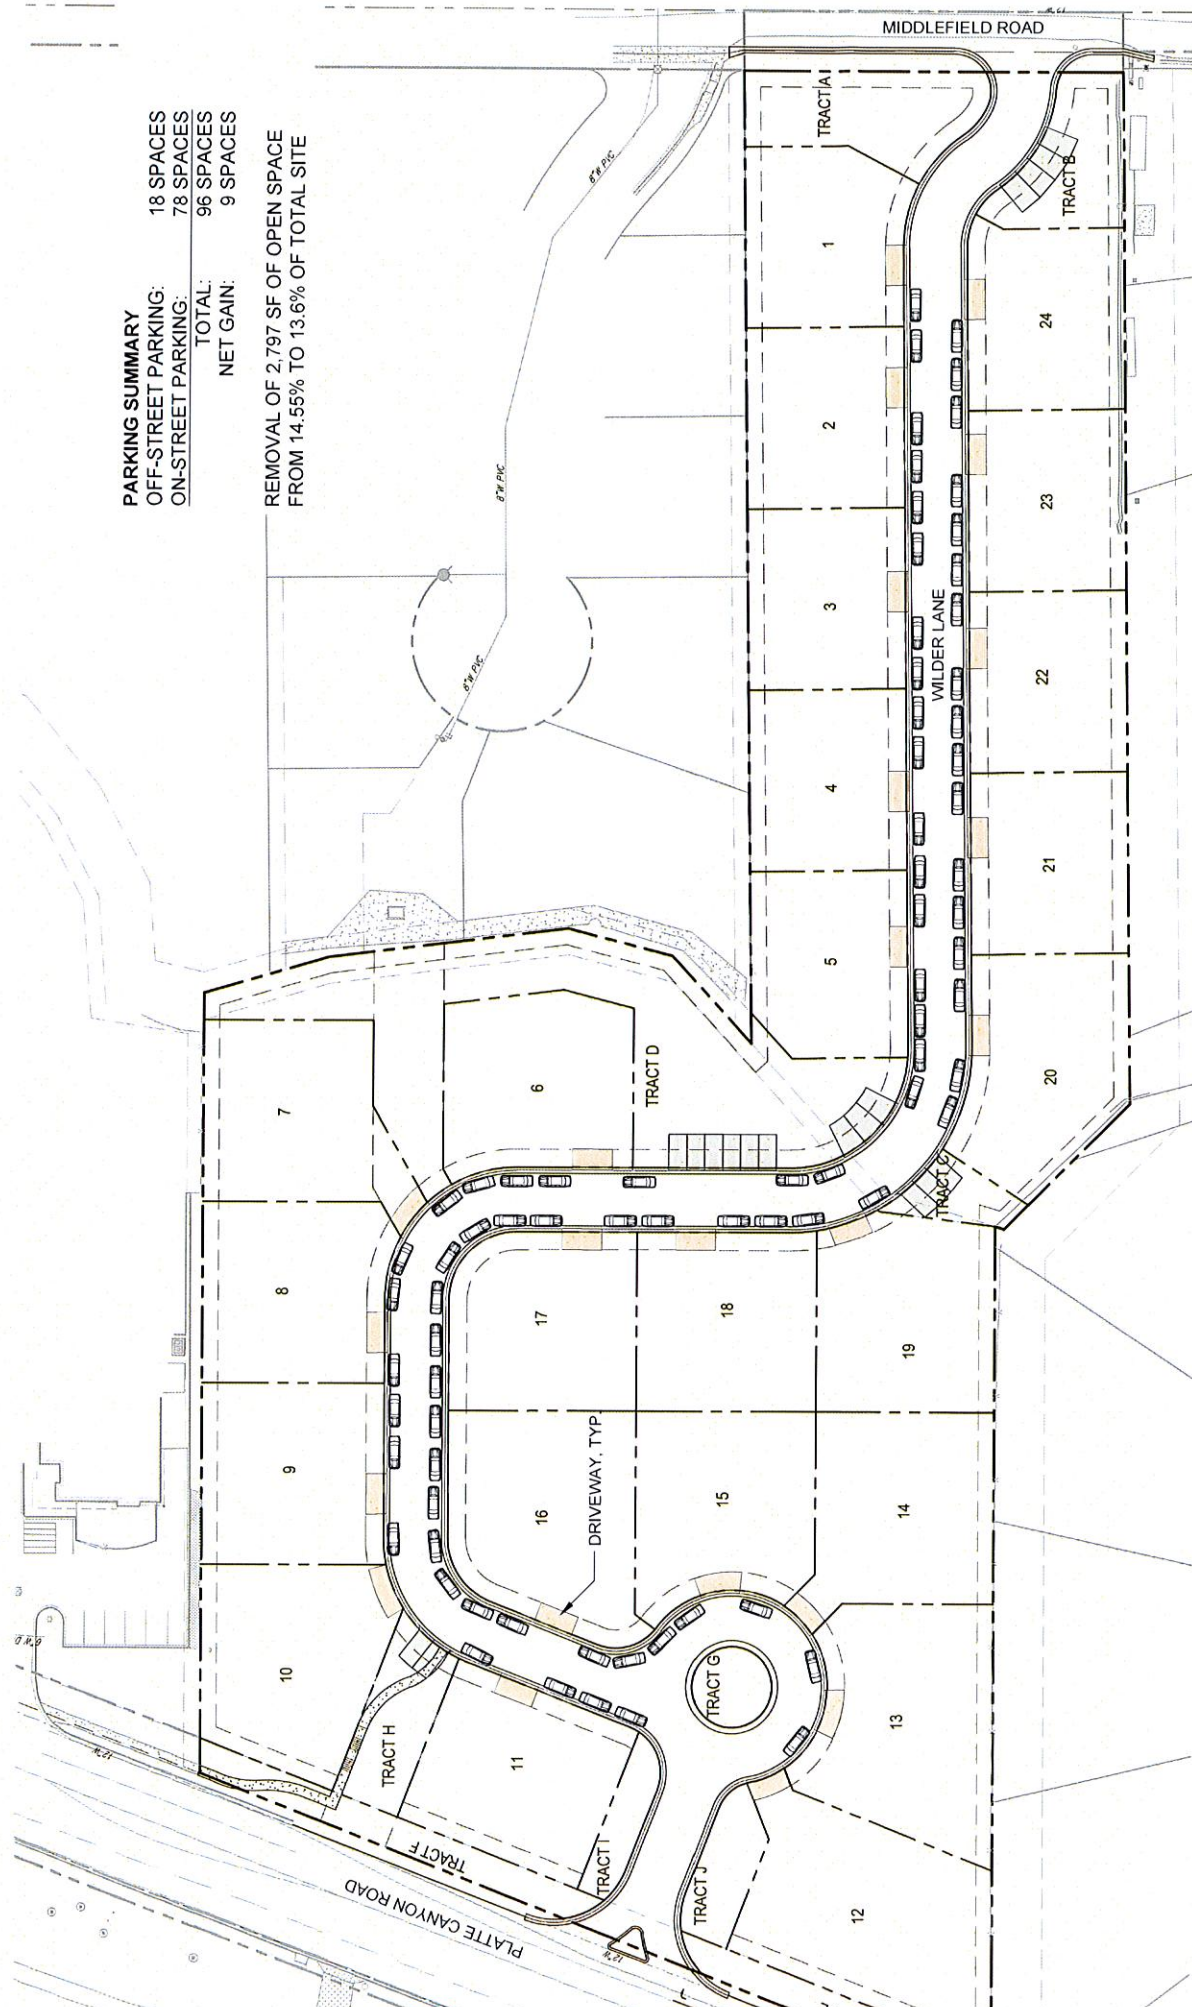 PARKING SUMMARY
OFF-STREET PARKING: 18 SPACES
ON-STREET PARKING: 78 SPACES
TOTAL: 96 SPACES
NET GAIN: 9 SPACES
REMOVAL OF 2,797 SF OF OPEN SPACE
FROM 14.55% TO 13.6% OF TOTAL SITE
MIDDLEFIELD ROAD
TRACT A
TRACT B
8"W PVC
8"W PVC
8"W PVC
1
2
3
4
5
24
23
22
21
20
WILDER LANE
TRACT C
TRACT D
6
7
8
9
10
11
17
18
19
16
15
14
DRIVEWAY, TYP.
TRACT G
13
12
TRACT H
TRACT F
TRACT I
TRACT J
PLATTE CANYON ROAD
12"W
12"W